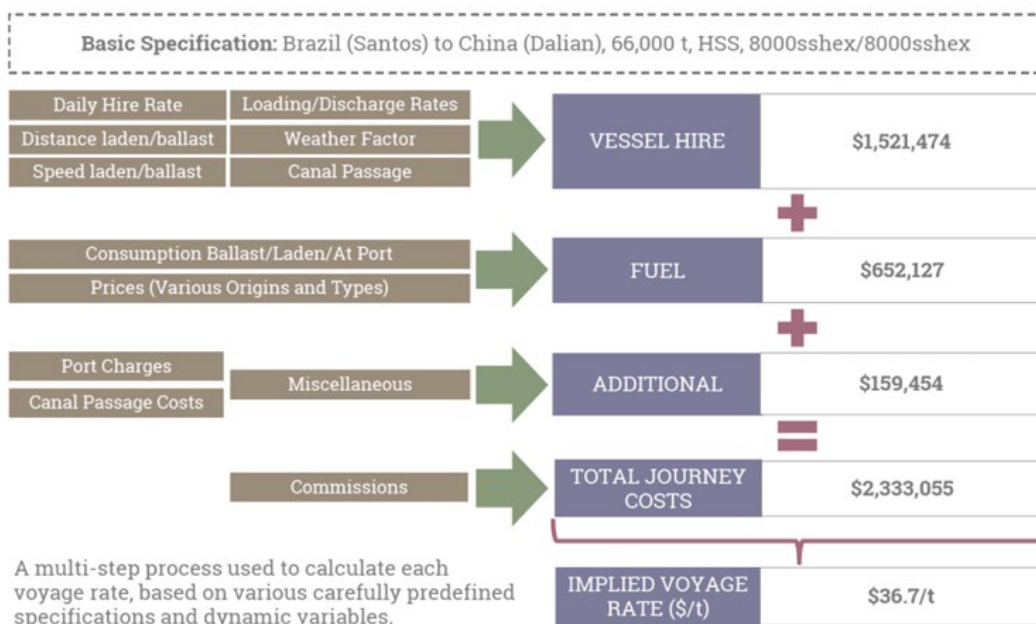 Basic Specification: Brazil (Santos) to China (Dalian), 66,000 t, HSS, 8000sshex/8000sshex
Daily Hire Rate
Loading/Discharge Rates
Distance laden/ballast
Weather Factor
Speed laden/ballast
Canal Passage
VESSEL HIRE
$1,521,474
Consumption Ballast/Laden/At Port
Prices (Various Origins and Types)
FUEL
$652,127
Port Charges
Canal Passage Costs
Miscellaneous
ADDITIONAL
$159,454
Commissions
TOTAL JOURNEY
COSTS
$2,333,055
A multi-step process used to calculate each
voyage rate, based on various carefully predefined
specifications and dynamic variables.
IMPLIED VOYAGE
RATE ($/t)
$36.7/t